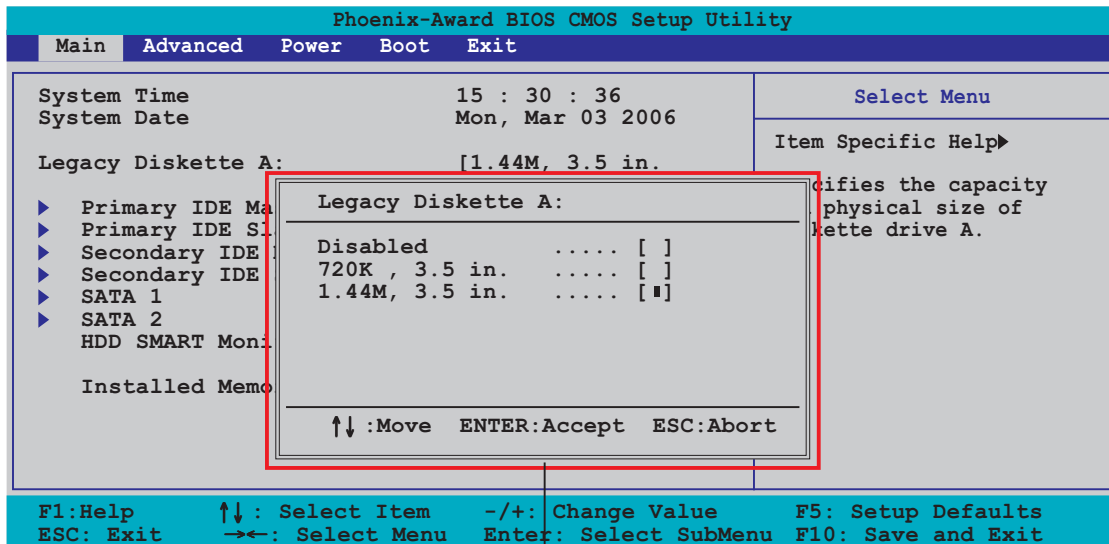 Phoenix-Award BIOS CMOS Setup Utility
Main Advanced Power Boot Exit
System Time 15 : 30 : 36
System Date Mon, Mar 03 2006
Legacy Diskette A: [1.44M, 3.5 in.
Primary IDE Ma
Primary IDE Sl
Secondary IDE
Secondary IDE
SATA 1
SATA 2
HDD SMART Moni
Installed Memo
Legacy Diskette A:
Disabled ..... [ ]
720K , 3.5 in. ..... [ ]
1.44M, 3.5 in. ..... [▮]
↑↓ :Move ENTER:Accept ESC:Abort
Select Menu
Item Specific Help▶
cifies the capacity
physical size of
kette drive A.
F1:Help ↑↓ : Select Item -/+: Change Value F5: Setup Defaults
ESC: Exit →←: Select Menu Enter: Select SubMenu F10: Save and Exit